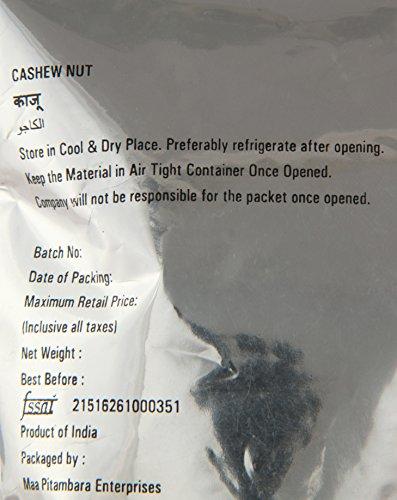 CASHEW NUT
काजू
الكاجو
Store in Cool & Dry Place. Preferably refrigerate after opening.
Keep the Material in Air Tight Container Once Opened.
Company will not be responsible for the packet once opened.
Batch No:
Date of Packing:
Maximum Retail Price:
(Inclusive all taxes)
Net Weight :
Best Before :
fssai 21516261000351
Product of India
Packaged by :
Maa Pitambara Enterprises